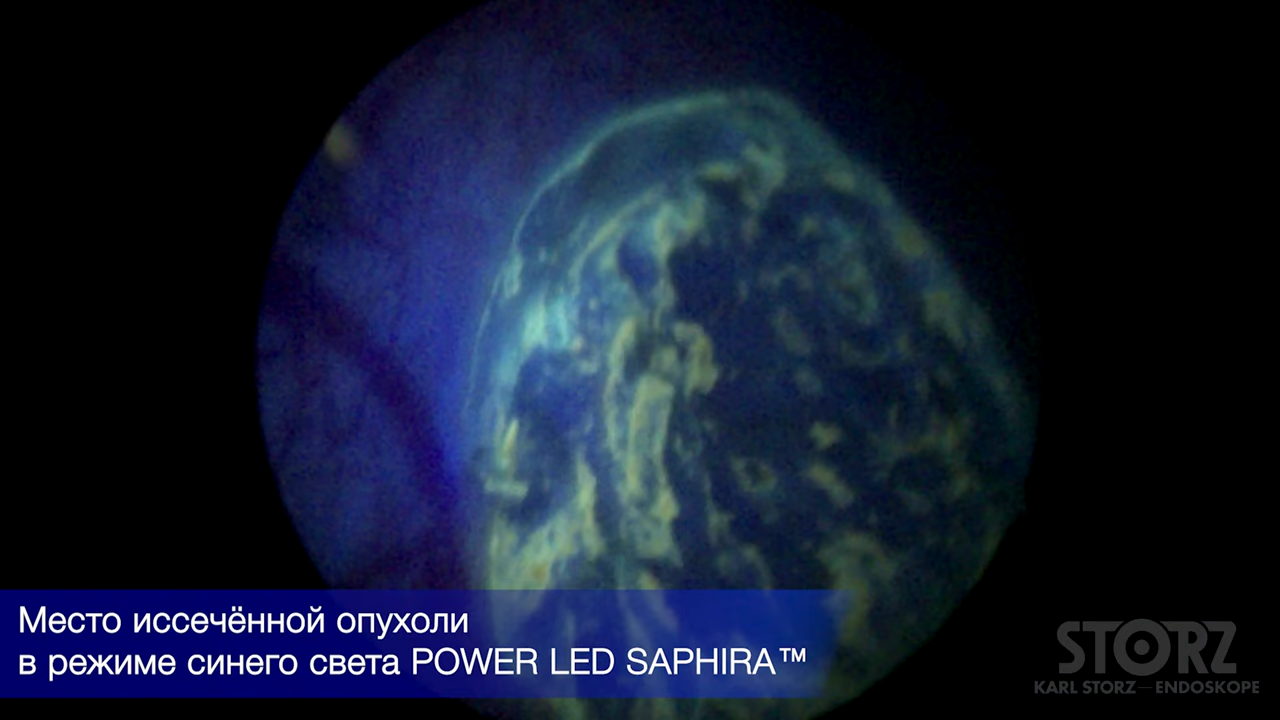 Место иссечённой опухоли
в режиме синего света POWER LED SAPHIRA™
STORZ
KARL STORZ—ENDOSKOPE